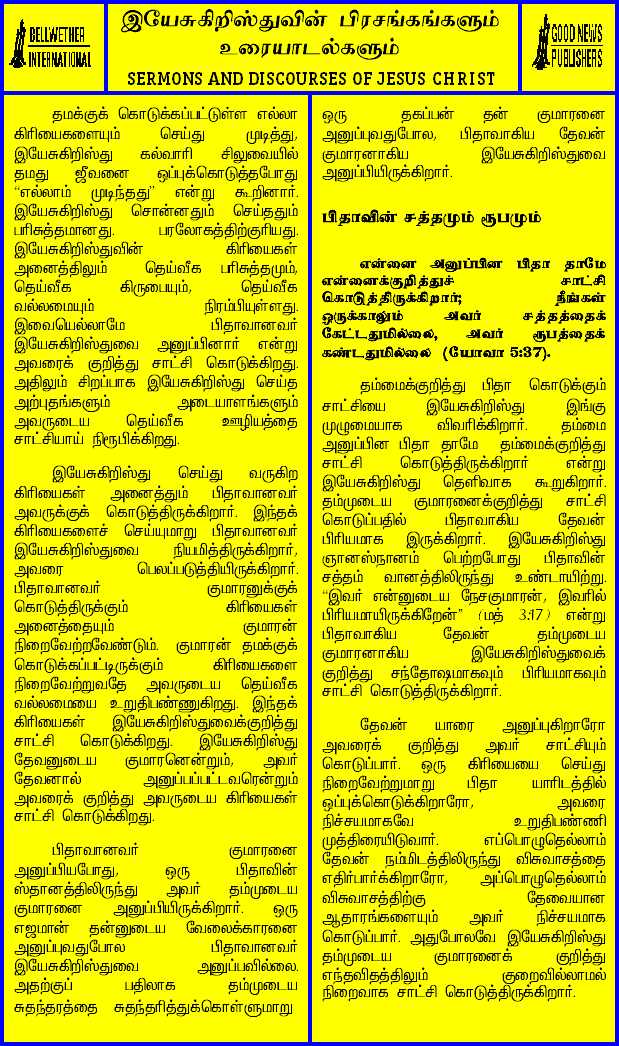 BELLWETHER
INTERNATIONAL
இயேசுகிறிஸ்துவின் பிரசங்கங்களும்
உரையாடல்களும்
SERMONS AND DISCOURSES OF JESUS CHRIST
GOOD NEWS
PUBLISHERS
தமக்குக் கொடுக்கப்பட்டுள்ள எல்லா
கிரியைகளையும் செய்து முடித்து,
இயேசுகிறிஸ்து கல்வாரி சிலுவையில்
தமது ஜீவனை ஒப்புக்கொடுத்தபோது
“எல்லாம் முடிந்தது” என்று கூறினார்.
இயேசுகிறிஸ்து சொன்னதும் செய்ததும்
பரிசுத்தமானது. பரலோகத்திற்குரியது.
இயேசுகிறிஸ்துவின் கிரியைகள்
அனைத்திலும் தெய்வீக பரிசுத்தமும்,
தெய்வீக கிருபையும், தெய்வீக
வல்லமையும் நிரம்பியுள்ளது.
இவையெல்லாமே பிதாவானவர்
இயேசுகிறிஸ்துவை அனுப்பினார் என்று
அவரைக் குறித்து சாட்சி கொடுக்கிறது.
அதிலும் சிறப்பாக இயேசுகிறிஸ்து செய்த
அற்புதங்களும் அடையாளங்களும்
அவருடைய தெய்வீக ஊழியத்தை
சாட்சியாய் நிரூபிக்கிறது.
இயேசுகிறிஸ்து செய்து வருகிற
கிரியைகள் அனைத்தும் பிதாவானவர்
அவருக்குக் கொடுத்திருக்கிறார். இந்தக்
கிரியைகளைச் செய்யுமாறு பிதாவானவர்
இயேசுகிறிஸ்துவை நியமித்திருக்கிறார்,
அவரை பெலப்படுத்தியிருக்கிறார்.
பிதாவானவர் குமாரனுக்குக்
கொடுத்திருக்கும் கிரியைகள்
அனைத்தையும் குமாரன்
நிறைவேற்றவேண்டும். குமாரன் தமக்குக்
கொடுக்கப்பட்டிருக்கும் கிரியைகளை
நிறைவேற்றுவதே அவருடைய தெய்வீக
வல்லமையை உறுதிபண்ணுகிறது. இந்தக்
கிரியைகள் இயேசுகிறிஸ்துவைக்குறித்து
சாட்சி கொடுக்கிறது. இயேசுகிறிஸ்து
தேவனுடைய குமாரனென்றும், அவர்
தேவனால் அனுப்பப்பட்டவரென்றும்
அவரைக் குறித்து அவருடைய கிரியைகள்
சாட்சி கொடுக்கிறது.
பிதாவானவர் குமாரனை
அனுப்பியபோது, ஒரு பிதாவின்
ஸ்தானத்திலிருந்து அவர் தம்முடைய
குமாரனை அனுப்பியிருக்கிறார். ஒரு
எஜமான் தன்னுடைய வேலைக்காரனை
அனுப்புவதுபோல பிதாவானவர்
இயேசுகிறிஸ்துவை அனுப்பவில்லை.
அதற்குப் பதிலாக தம்முடைய
சுதந்தரத்தை சுதந்தரித்துக்கொள்ளுமாறு
ஒரு தகப்பன் தன் குமாரனை
அனுப்புவதுபோல, பிதாவாகிய தேவன்
குமாரனாகிய இயேசுகிறிஸ்துவை
அனுப்பியிருக்கிறார்.
பிதாவின் சத்தமும் ரூபமும்
என்னை அனுப்பின பிதா தாமே
என்னைக்குறித்துச் சாட்சி
கொடுத்திருக்கிறார்; நீங்கள்
ஒருக்காலும் அவர் சத்தத்தைக்
கேட்டதுமில்லை, அவர் ரூபத்தைக்
கண்டதுமில்லை (யோவா 5:37).
தம்மைக்குறித்து பிதா கொடுக்கும்
சாட்சியை இயேசுகிறிஸ்து இங்கு
முழுமையாக விவரிக்கிறார். தம்மை
அனுப்பின பிதா தாமே தம்மைக்குறித்து
சாட்சி கொடுத்திருக்கிறார் என்று
இயேசுகிறிஸ்து தெளிவாக கூறுகிறார்.
தம்முடைய குமாரனைக்குறித்து சாட்சி
கொடுப்பதில் பிதாவாகிய தேவன்
பிரியமாக இருக்கிறார். இயேசுகிறிஸ்து
ஞானஸ்நானம் பெற்றபோது பிதாவின்
சத்தம் வானத்திலிருந்து உண்டாயிற்று.
“இவர் என்னுடைய நேசகுமாரன், இவரில்
பிரியமாயிருக்கிறேன்” (மத் 3:17) என்று
பிதாவாகிய தேவன் தம்முடைய
குமாரனாகிய இயேசுகிறிஸ்துவைக்
குறித்து சந்தோஷமாகவும் பிரியமாகவும்
சாட்சி கொடுத்திருக்கிறார்.
தேவன் யாரை அனுப்புகிறாரோ
அவரைக் குறித்து அவர் சாட்சியும்
கொடுப்பார். ஒரு கிரியையை செய்து
நிறைவேற்றுமாறு பிதா யாரிடத்தில்
ஒப்புக்கொடுக்கிறாரோ, அவரை
நிச்சயமாகவே உறுதிபண்ணி
முத்திரையிடுவார். எப்பொழுதெல்லாம்
தேவன் நம்மிடத்திலிருந்து விசுவாசத்தை
எதிர்பார்க்கிறாரோ, அப்பொழுதெல்லாம்
விசுவாசத்திற்கு தேவையான
ஆதாரங்களையும் அவர் நிச்சயமாக
கொடுப்பார். அதுபோலவே இயேசுகிறிஸ்து
தம்முடைய குமாரனைக் குறித்து
எந்தவிதத்திலும் குறைவில்லாமல்
நிறைவாக சாட்சி கொடுத்திருக்கிறார்.